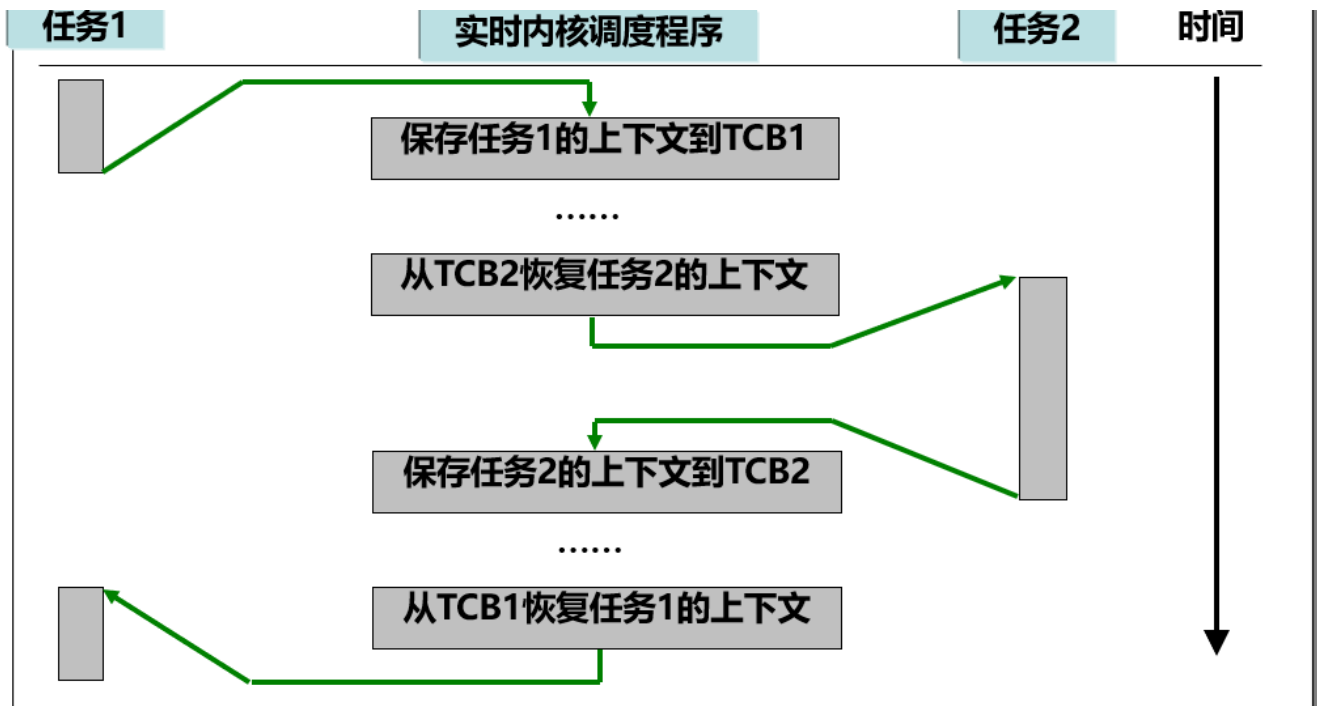 任务1
实时内核调度程序
任务2
时间
保存任务1的上下文到TCB1
……
从TCB2恢复任务2的上下文
保存任务2的上下文到TCB2
……
从TCB1恢复任务1的上下文